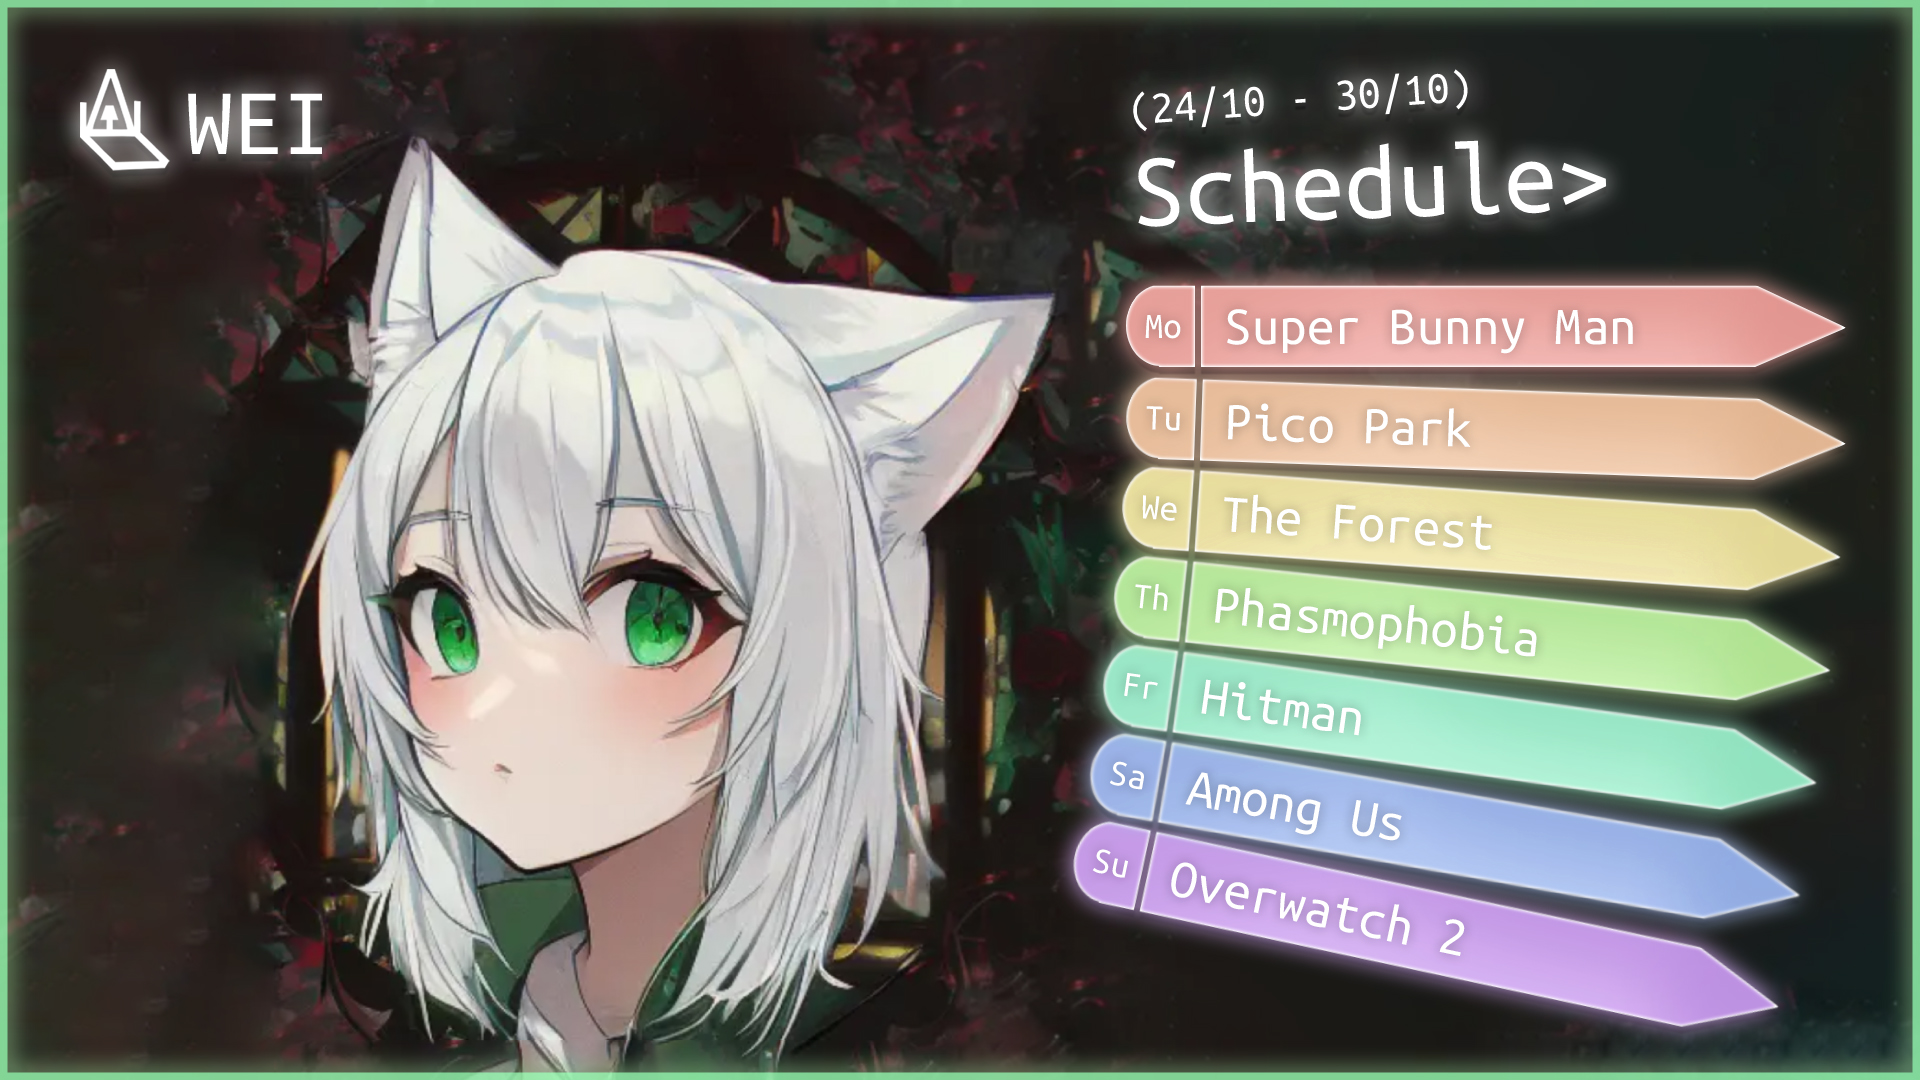 WEI
(24/10 - 30/10)
Schedule>
Mo Super Bunny Man
Tu Pico Park
We The Forest
Th Phasmophobia
Fr Hitman
Sa Among Us
Su Overwatch 2